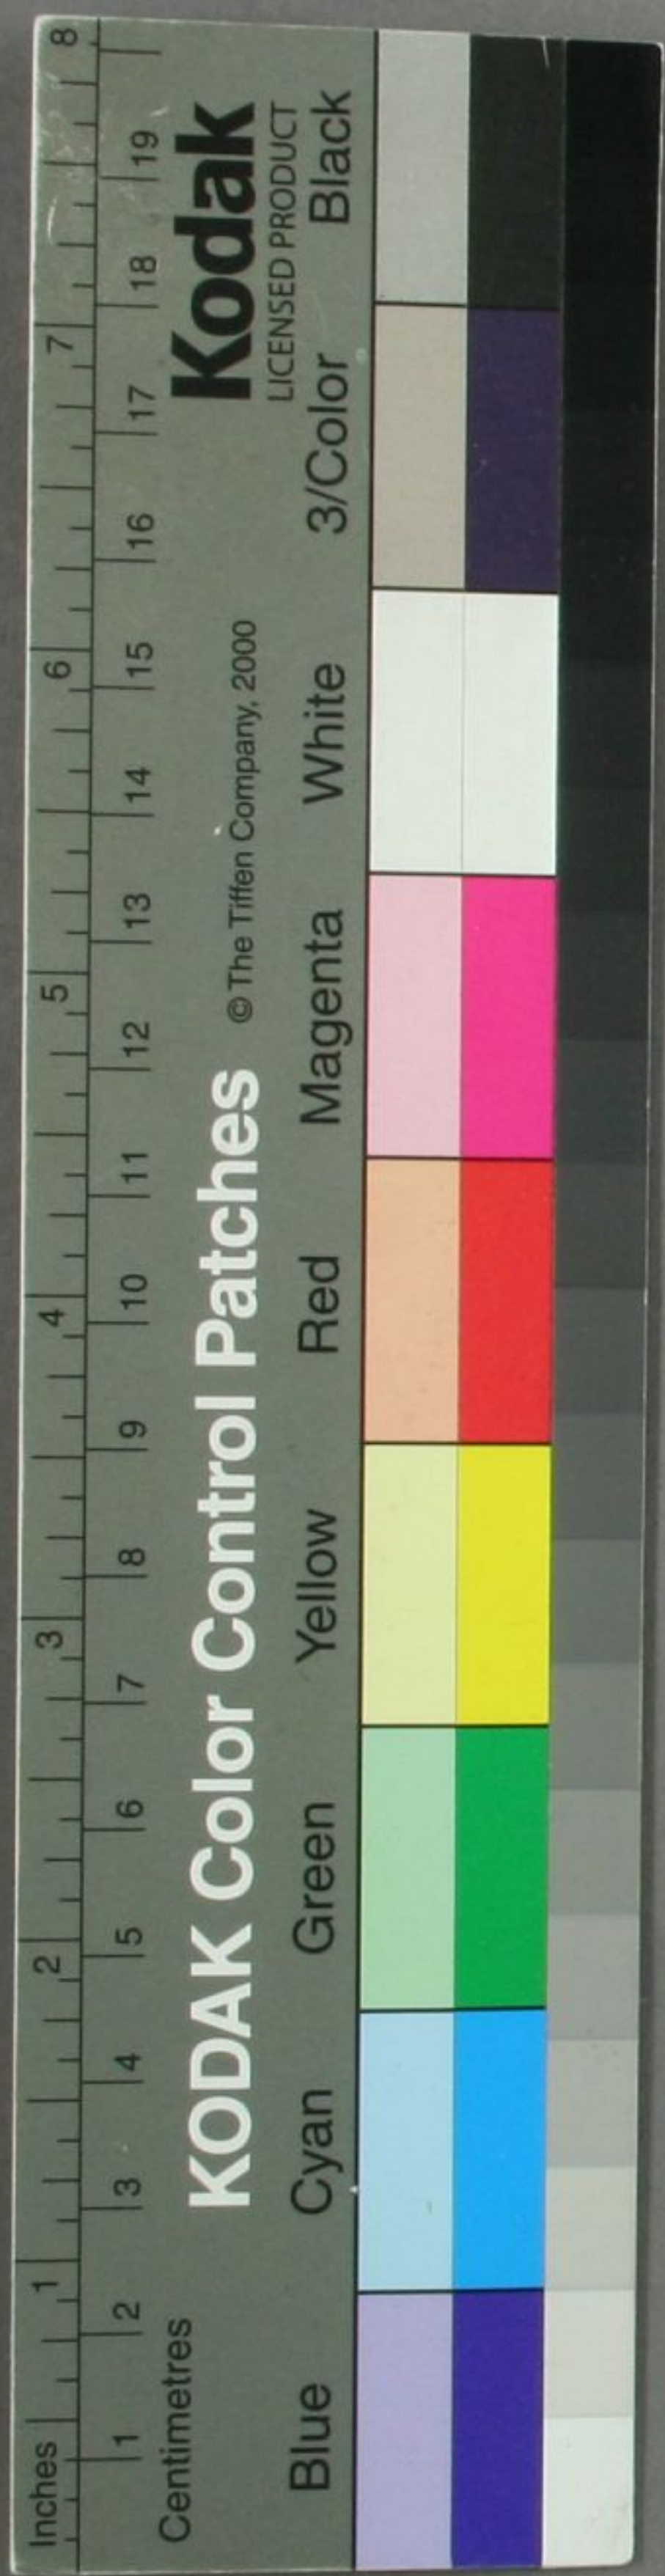 Inches 1 2 3 4 5 6 7 8
1 2 3 4 5 6 7 8 9 10 11 12 13 14 15 16 17 18 19
Centimetres
KODAK Color Control Patches © The Tiffen Company, 2000 Kodak
LICENSED PRODUCT
Blue Cyan Green Yellow Red Magenta White 3/Color Black